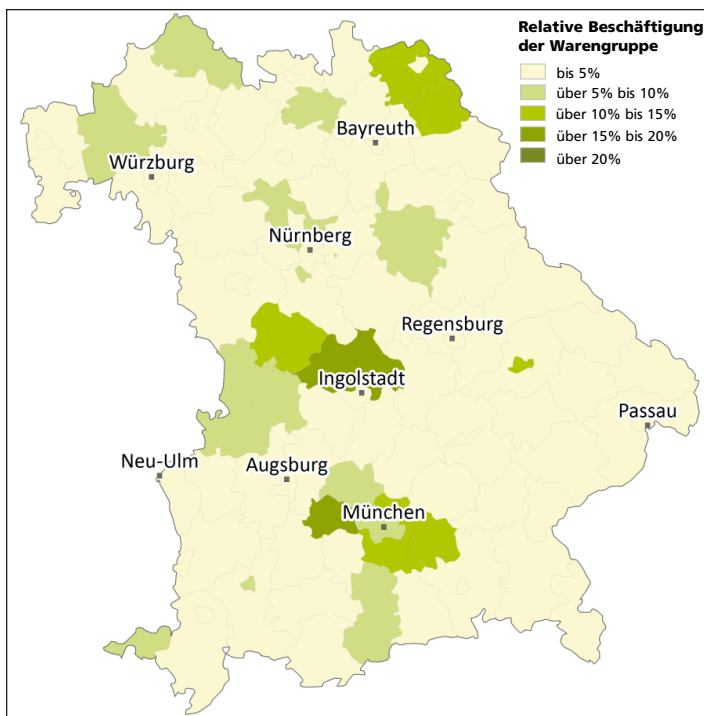 Relative Beschäftigung
der Warengruppe
bis 5%
über 5% bis 10%
über 10% bis 15%
über 15% bis 20%
über 20%
Bayreuth
Würzburg
Nürnberg
Regensburg
Ingolstadt
Passau
Neu-Ulm
Augsburg
München